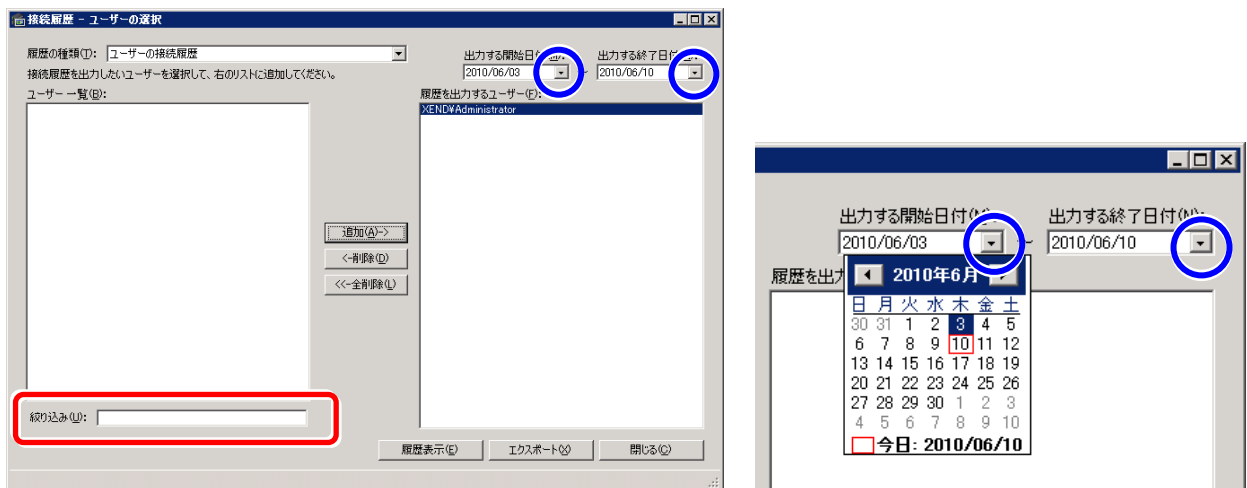 接続履歴 - ユーザーの選択
履歴の種類(T): ユーザーの接続履歴
接続履歴を出力したいユーザーを選択して、右のリストに追加してください。
出力する開始日付
出力する終了日付
2010/06/03 ~ 2010/06/10
ユーザー一覧(B):
履歴を出力するユーザー(F):
XEND¥Administrator
追加(A)->
<-削除(D)
<<-全削除(L)
絞り込み(U):
履歴表示(E)
エクスポート(X)
閉じる(C)
出力する開始日付
出力する終了日付(N):
2010/06/03 ~ 2010/06/10
履歴を出力
2010年6月
日 月 火 水 木 金 土
30 31 1 2 3 4 5
6 7 8 9 10 11 12
13 14 15 16 17 18 19
20 21 22 23 24 25 26
27 28 29 30 1 2 3
4 5 6 7 8 9 10
今日: 2010/06/10